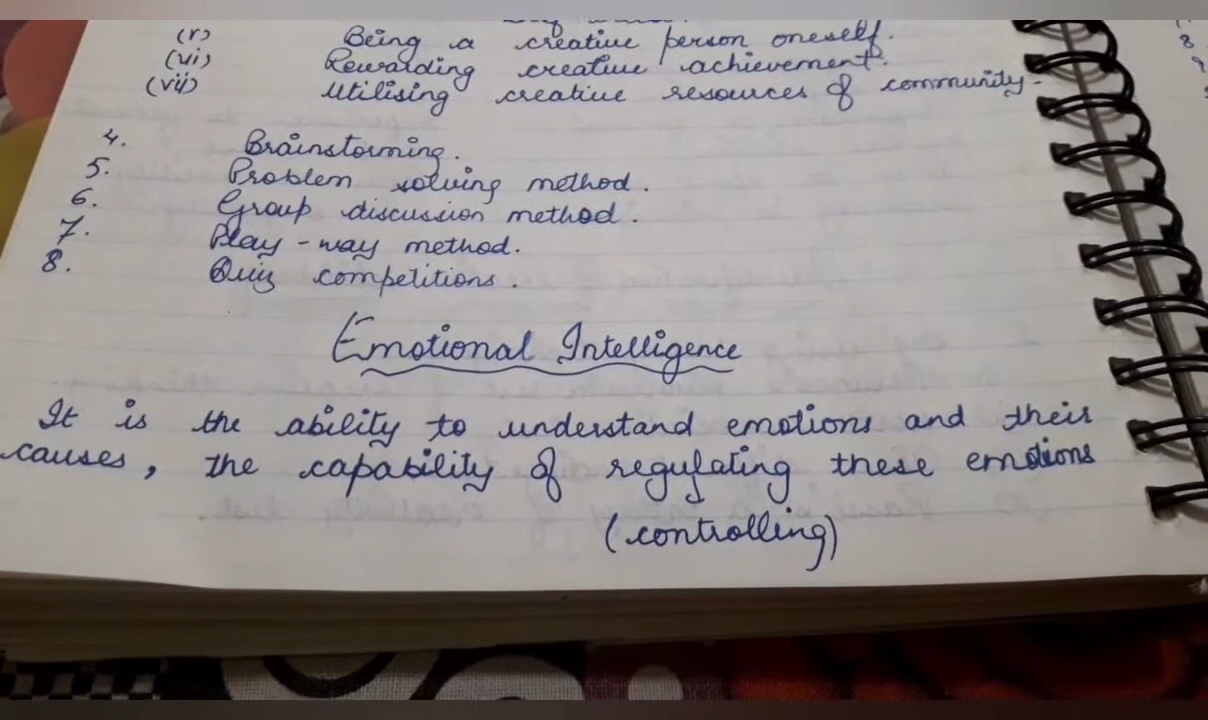 (v) Being a creative person oneself.
(vi) Rewarding creative achievement.
(vii) Utilising creative resources of community.
4. Brainstorming.
5. Problem solving method.
6. Group discussion method.
7. Play-way method.
8. Quiz competitions.
Emotional Intelligence
It is the ability to understand emotions and their
causes, the capability of regulating these emotions
(controlling)